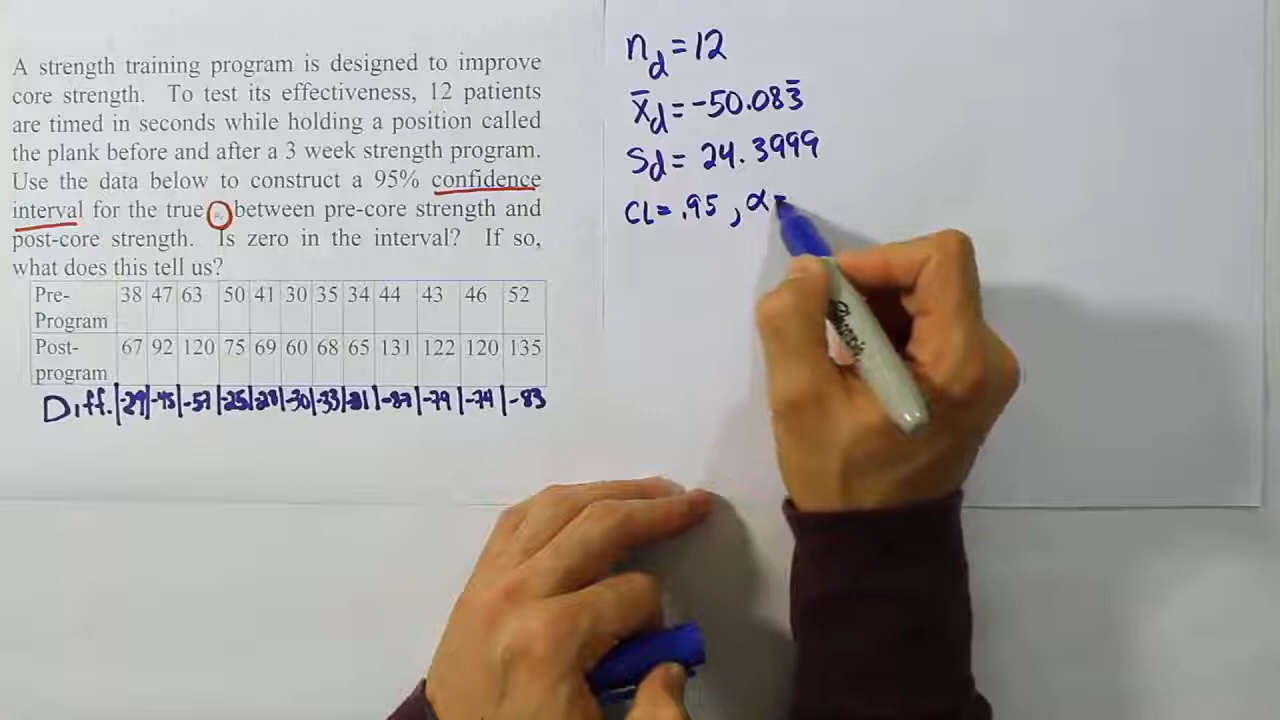 A strength training program is designed to improve
core strength. To test its effectiveness, 12 patients
are timed in seconds while holding a position called
the plank before and after a 3 week strength program.
Use the data below to construct a 95% confidence
interval for the true between pre-core strength and
post-core strength. Is zero in the interval? If so,
what does this tell us?
Pre-Program 38 47 63 50 41 30 35 34 44 43 46 52
Post-program 67 92 120 75 69 60 68 65 131 122 120 135
Diff. |-29|-45|-57|-25|-28|-30|-33|-31|-87|-79|-74|-83
n_d = 12
x̄_d = -50.083̄
S_d = 24.3999
CL = .95, α =
Sharpie